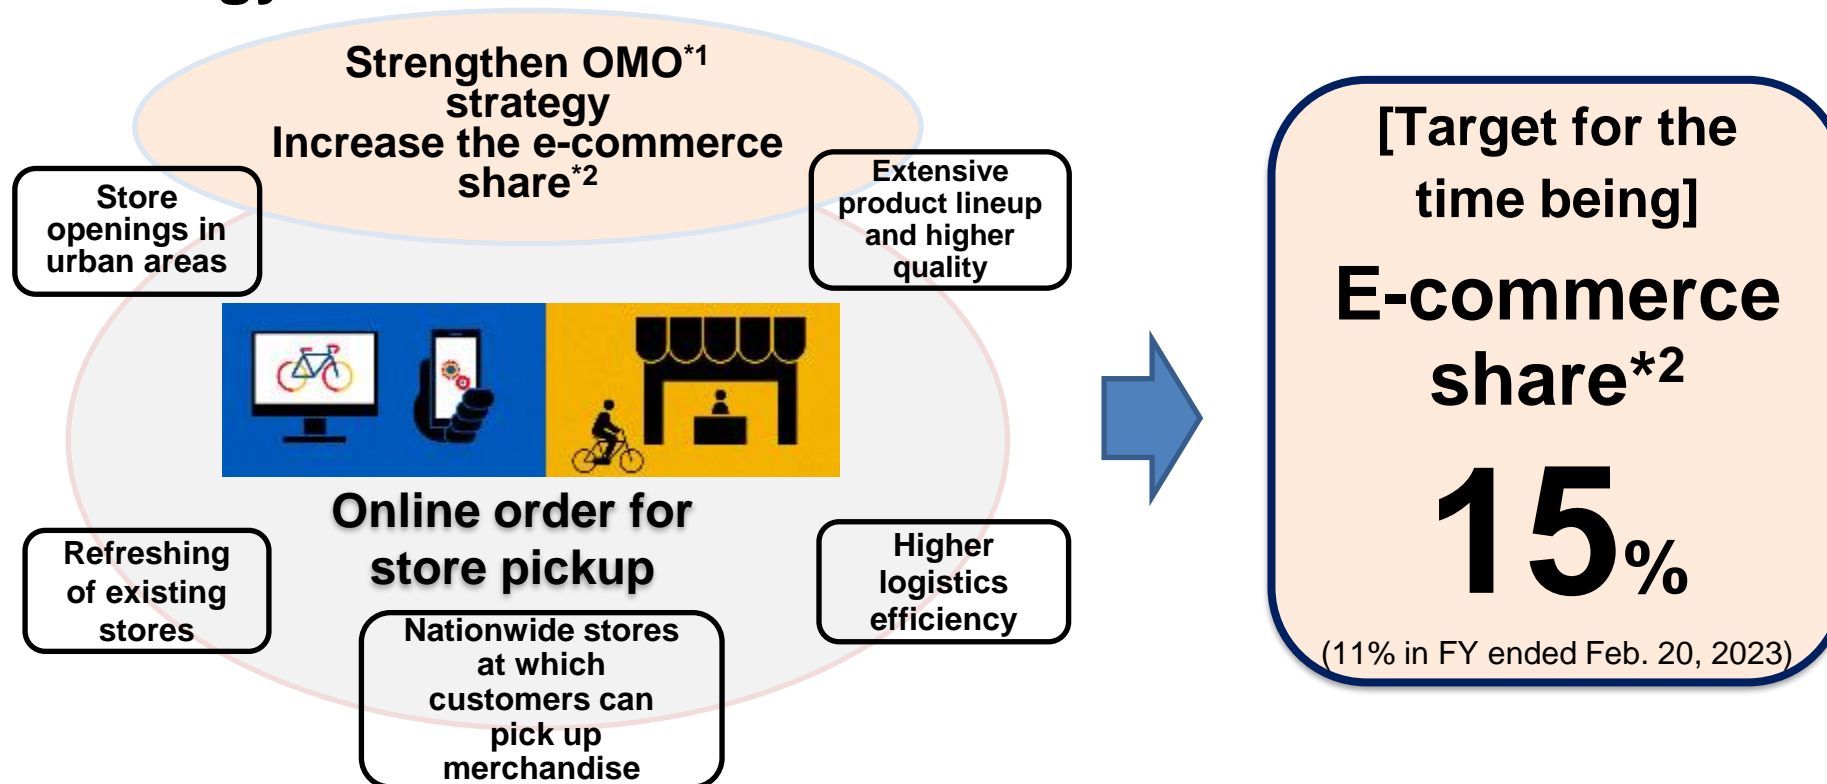 Strengthen OMO*1
strategy
Increase the e-commerce
share*2
Store
openings in
urban areas
Extensive
product lineup
and higher
quality
Online order for
store pickup
Refreshing
of existing
stores
Nationwide stores
at which
customers can
pick up
merchandise
Higher
logistics
efficiency
[Target for the
time being]
E-commerce
share*2
15%
(11% in FY ended Feb. 20, 2023)